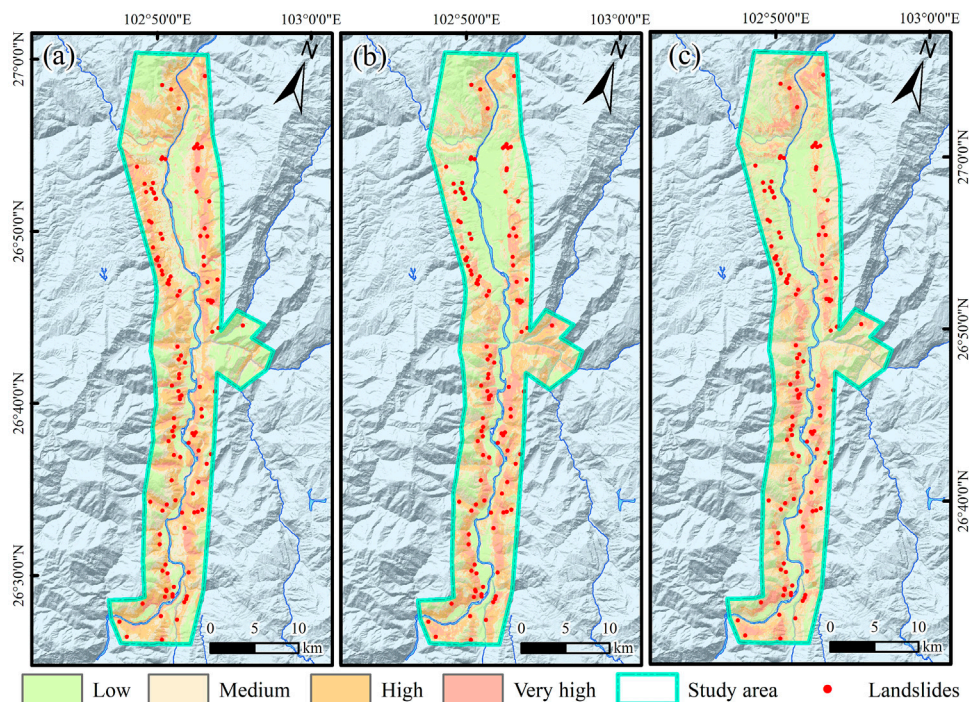 102°50'0"E 103°0'0"E 102°50'0"E 103°0'0"E 102°50'0"E 103°0'0"E
(a) N (b) N (c) N
27°0'0"N
27°0'0"N
26°50'0"N
26°50'0"N
26°40'0"N
26°40'0"N
26°30'0"N
0 5 10 0 5 10 0 5 10
km km km
Low Medium High Very high Study area Landslides